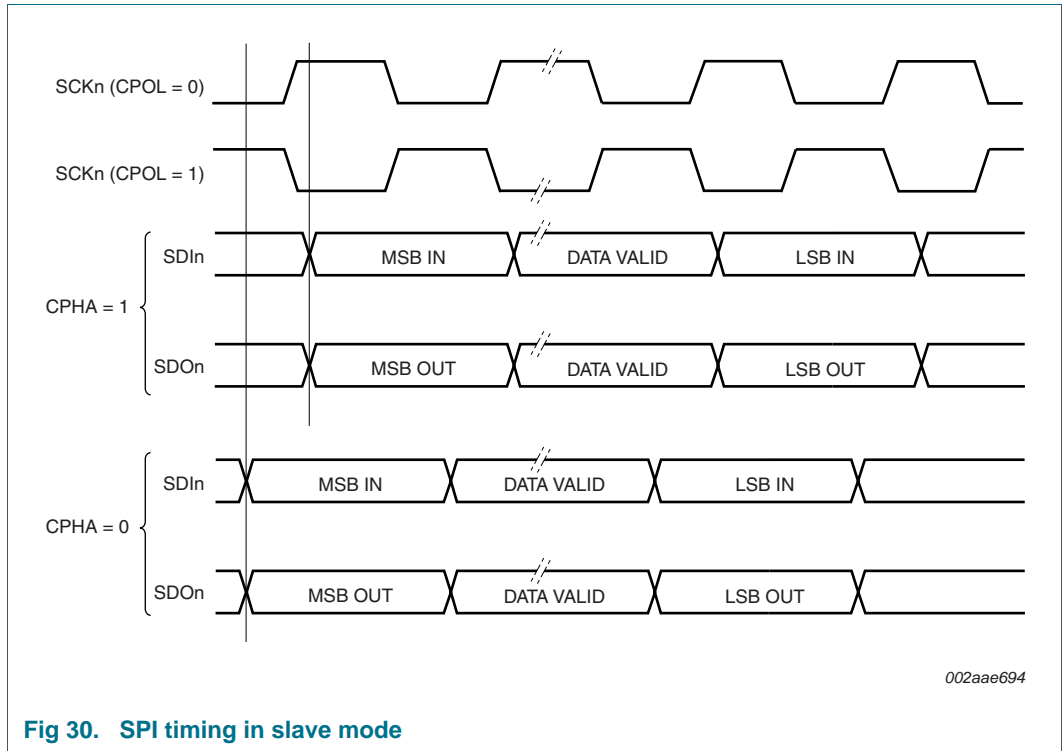 SCKn (CPOL = 0)
SCKn (CPOL = 1)
CPHA = 1
SDIn
MSB IN
DATA VALID
LSB IN
SDOn
MSB OUT
DATA VALID
LSB OUT
CPHA = 0
SDIn
MSB IN
DATA VALID
LSB IN
SDOn
MSB OUT
DATA VALID
LSB OUT
002aae694
Fig 30. SPI timing in slave mode